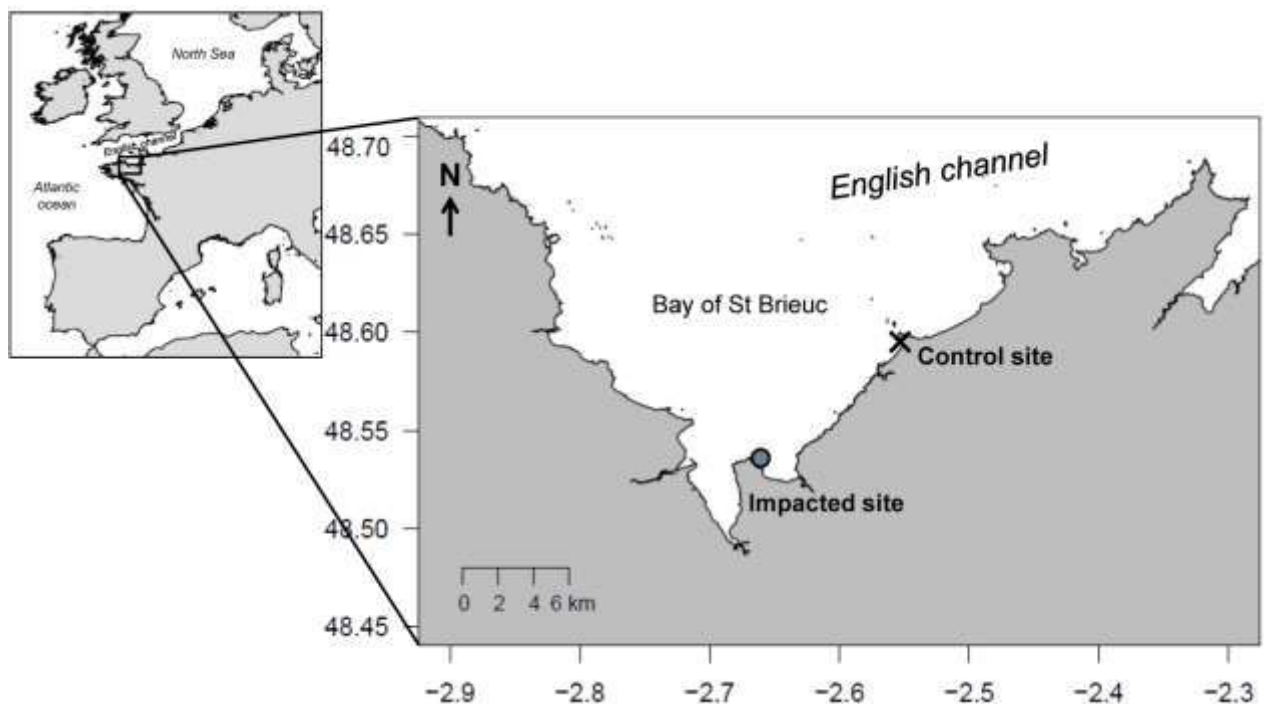 North Sea
English channel
Atlantic
ocean
48.70
48.65
48.60
48.55
48.50
48.45
N
English channel
Bay of St Brieuc
Control site
Impacted site
0 2 4 6 km
−2.9 −2.8 −2.7 −2.6 −2.5 −2.4 −2.3